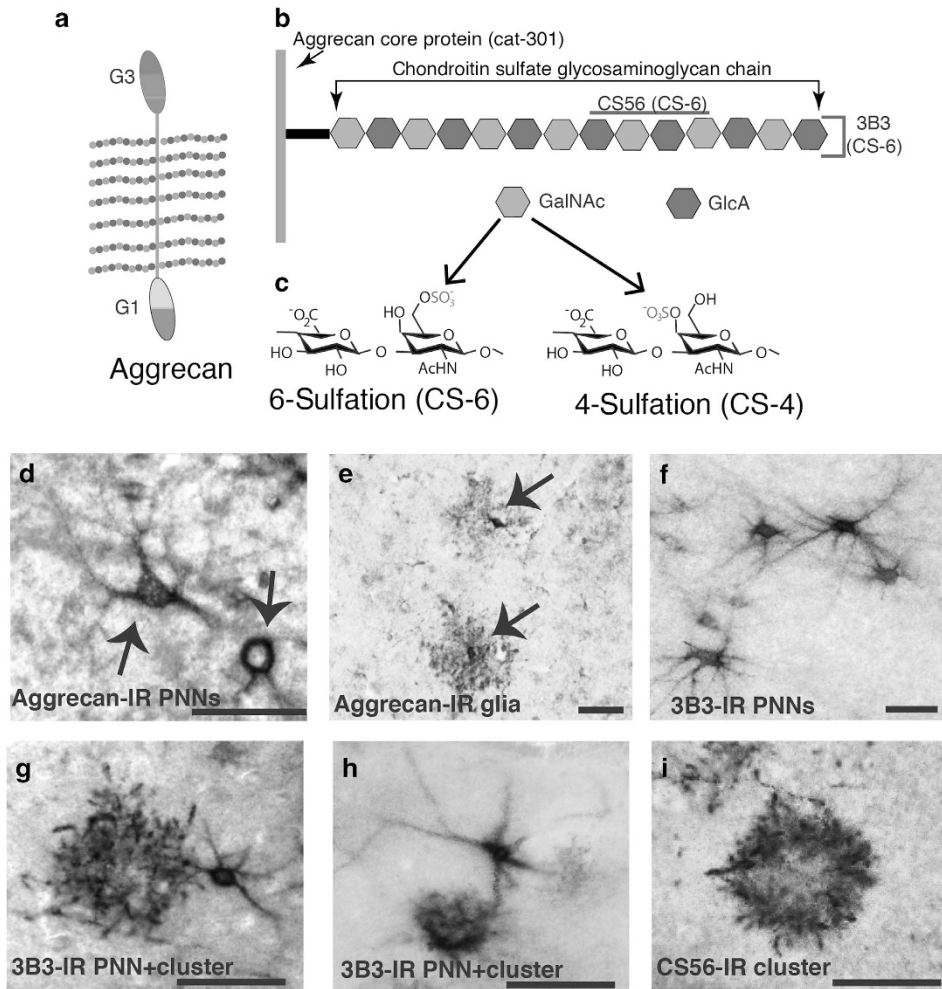 a
G3
G1
Aggrecan
b
Aggrecan core protein (cat-301)
Chondroitin sulfate glycosaminoglycan chain
CS56 (CS-6)
3B3
(CS-6)
GalNAc
GlcA
c
⁻O₂C
HO
O
HO
O
HO
OSO₃⁻
O
AcHN
O
6-Sulfation (CS-6)
⁻O₂C
HO
O
HO
O
⁻O₃SO
OH
O
AcHN
O
4-Sulfation (CS-4)
d
Aggrecan-IR PNNs
e
Aggrecan-IR glia
f
3B3-IR PNNs
g
3B3-IR PNN+cluster
h
3B3-IR PNN+cluster
i
CS56-IR cluster